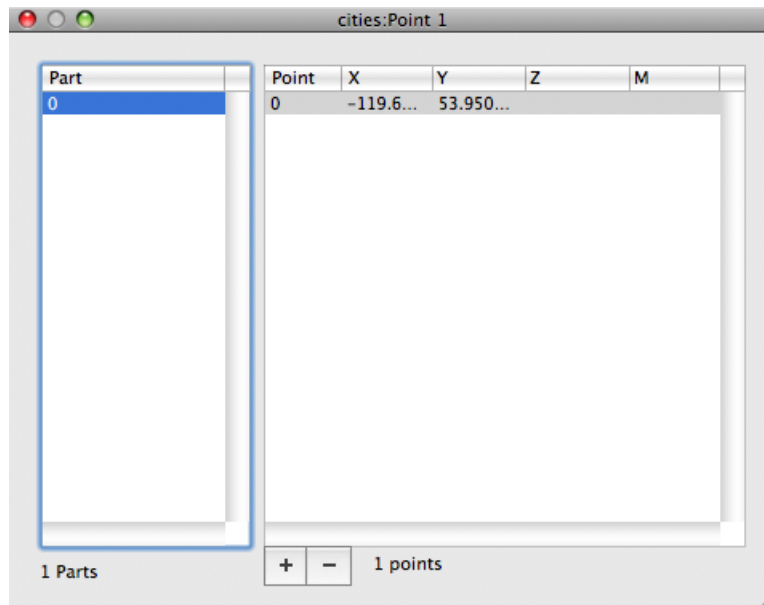 cities:Point 1
Part
0
Point X Y Z M
0 -119.6... 53.950...
1 Parts
+ - 1 points